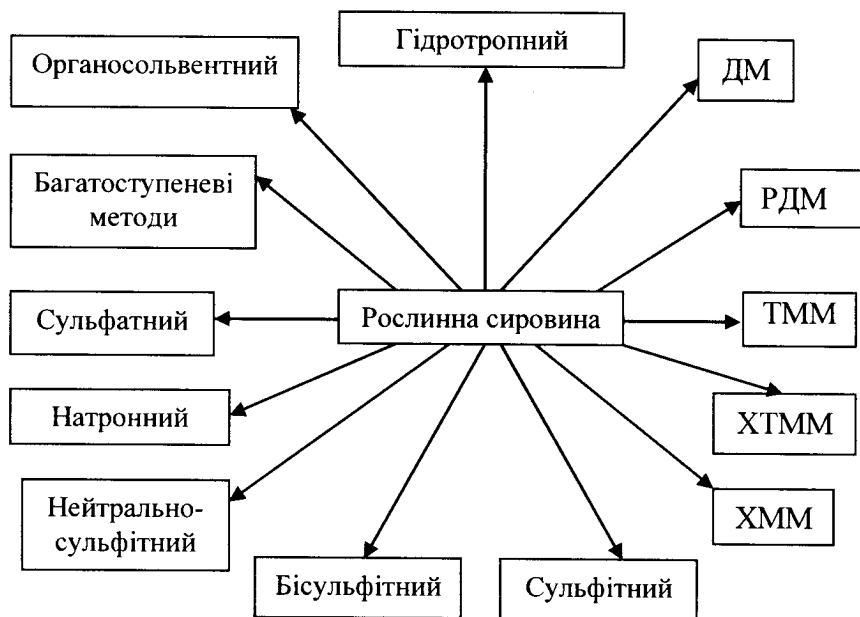 Гідротропний
Органосольвентний
ДМ
Багатоступеневі
методи
РДМ
Сульфатний
Рослинна сировина
ТММ
Натронний
ХТММ
Нейтрально-
сульфітний
ХММ
Бісульфітний
Сульфітний